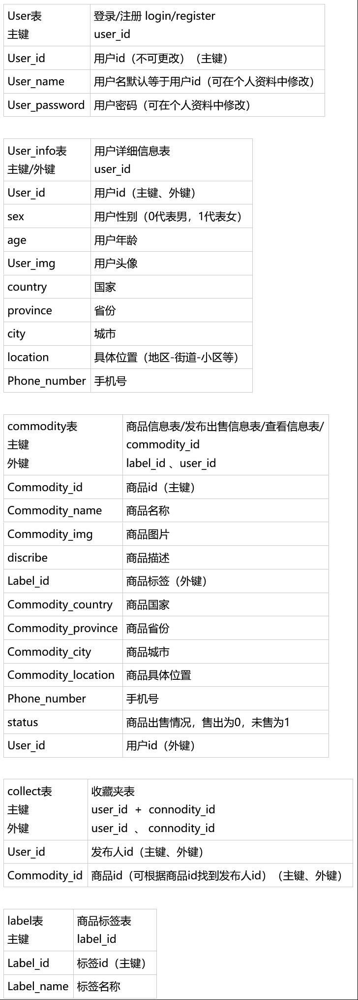 User表 登录/注册 login/register
主键 user_id
User_id 用户id（不可更改）（主键）
User_name 用户名默认等于用户id（可在个人资料中修改）
User_password 用户密码（可在个人资料中修改）
User_info表 用户详细信息表
主键/外键 user_id
User_id 用户id（主键、外键）
sex 用户性别（0代表男，1代表女）
age 用户年龄
User_img 用户头像
country 国家
province 省份
city 城市
location 具体位置（地区-街道-小区等）
Phone_number 手机号
commodity表 商品信息表/发布出售信息表/查看信息表/
主键 commodity_id
外键 label_id 、user_id
Commodity_id 商品id（主键）
Commodity_name 商品名称
Commodity_img 商品图片
discribe 商品描述
Label_id 商品标签（外键）
Commodity_country 商品国家
Commodity_province 商品省份
Commodity_city 商品城市
Commodity_location 商品具体位置
Phone_number 手机号
status 商品出售情况，售出为0，未售为1
User_id 用户id（外键）
collect表 收藏夹表
主键 user_id + connodity_id
外键 user_id 、 connodity_id
User_id 发布人id（主键、外键）
Commodity_id 商品id（可根据商品id找到发布人id）（主键、外键）
label表 商品标签表
主键 label_id
Label_id 标签id（主键）
Label_name 标签名称